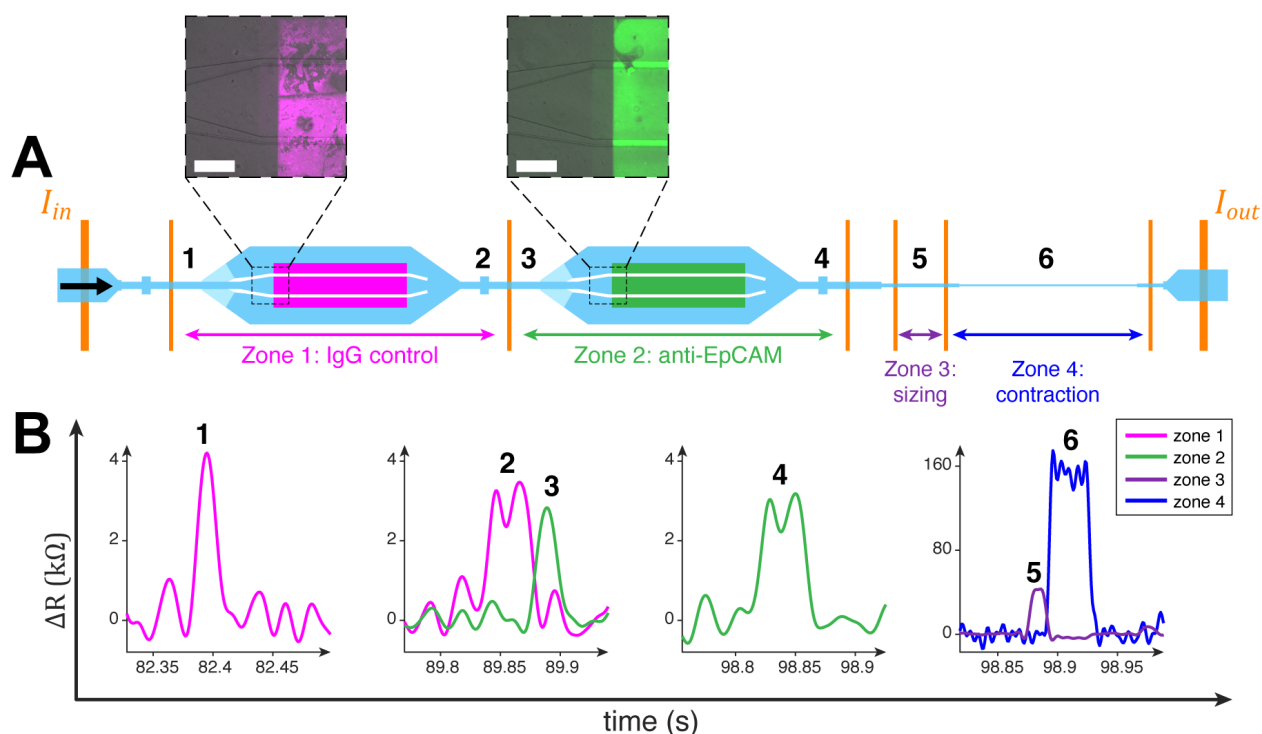 A
I_in
I_out
1
2
3
4
5
6
Zone 1: IgG control
Zone 2: anti-EpCAM
Zone 3:
sizing
Zone 4:
contraction
B
ΔR (kΩ)
1
4
2
0
82.35 82.4 82.45
2
3
4
2
0
89.8 89.85 89.9
4
4
2
0
98.8 98.85 98.9
6
5
160
80
0
98.85 98.9 98.95
zone 1
zone 2
zone 3
zone 4
time (s)